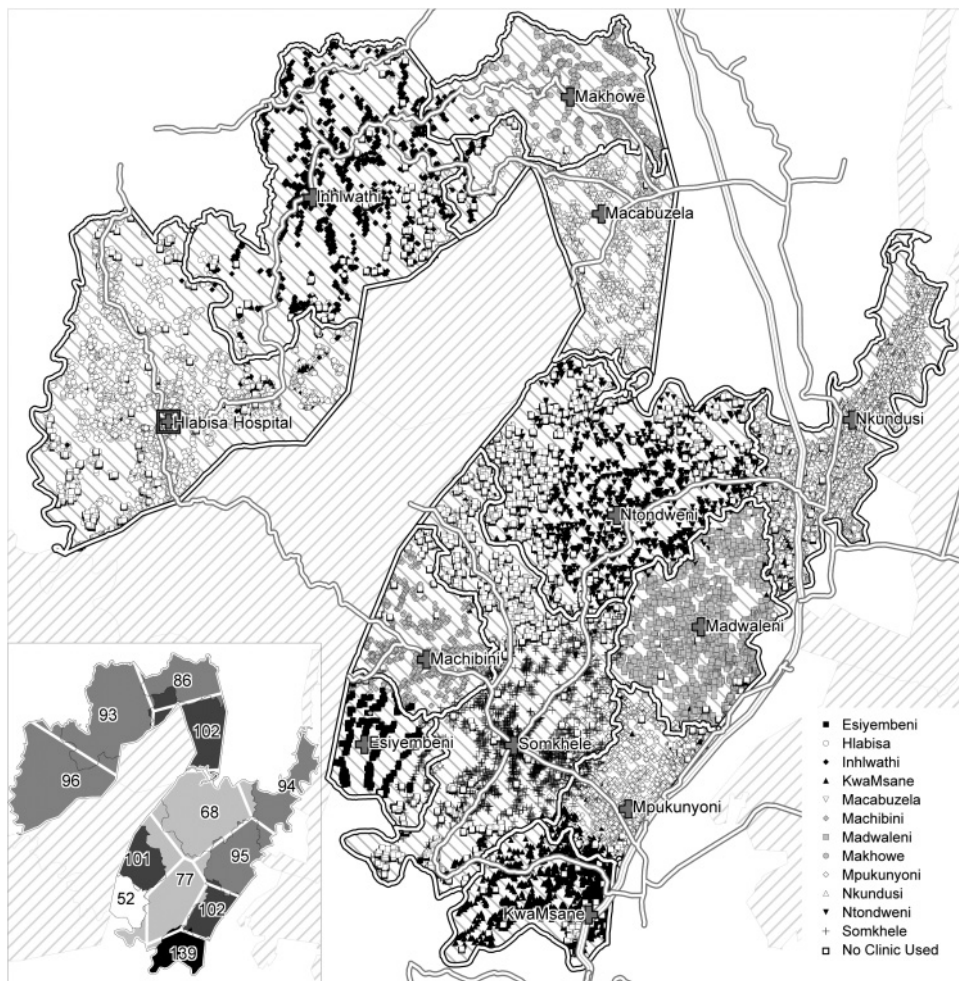 Makhowe
Inhlwathi
Macabuzela
Hlabisa Hospital
Nkundusi
Ntondweni
Madwaleni
Machibini
Esiyembeni
Somkhele
Mpukunyoni
KwaMsane
86
93
102
96
94
68
95
101
77
52
102
139
Esiyembeni
Hlabisa
Inhlwathi
KwaMsane
Macabuzela
Machibini
Madwaleni
Makhowe
Mpukunyoni
Nkundusi
Ntondweni
Somkhele
No Clinic Used